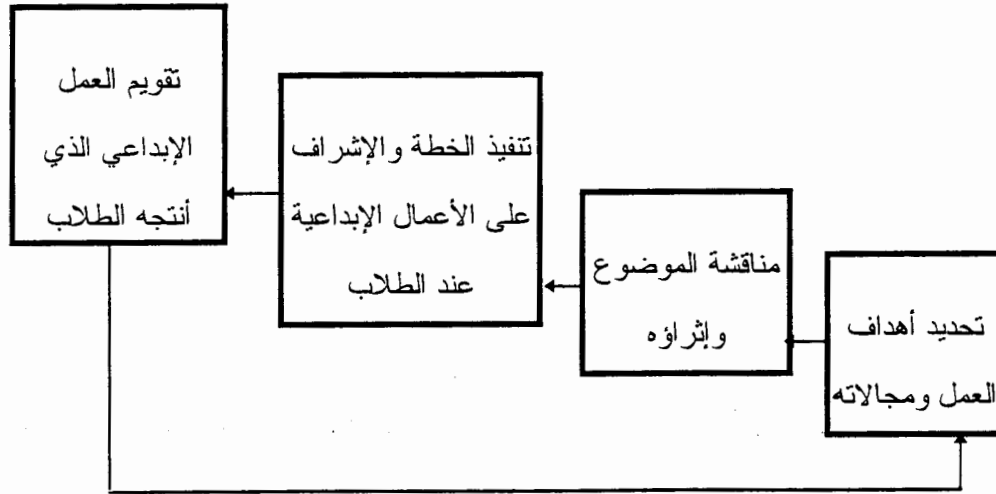 تحديد أهداف
العمل ومجالاته
مناقشة الموضوع
وإثراؤه
تنفيذ الخطة والإشراف
على الأعمال الإبداعية
عند الطلاب
تقويم العمل
الإبداعي الذي
أنتجه الطلاب